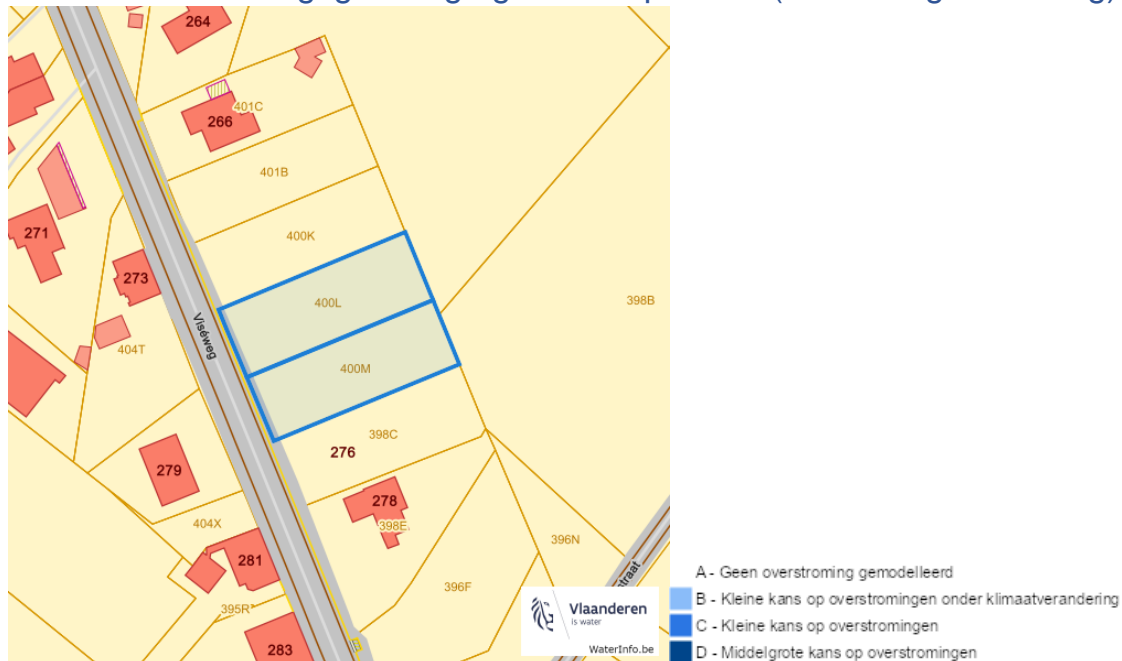 264
401C
266
401B
271
400K
273
400L
398B
Viséweg
404T
400M
398C
276
279
278
398E
404X
396N
281
396F
straat
395R
283
Vlaanderen
is water
WaterInfo.be
A - Geen overstroming gemodelleerd
B - Kleine kans op overstromingen onder klimaatverandering
C - Kleine kans op overstromingen
D - Middelgrote kans op overstromingen